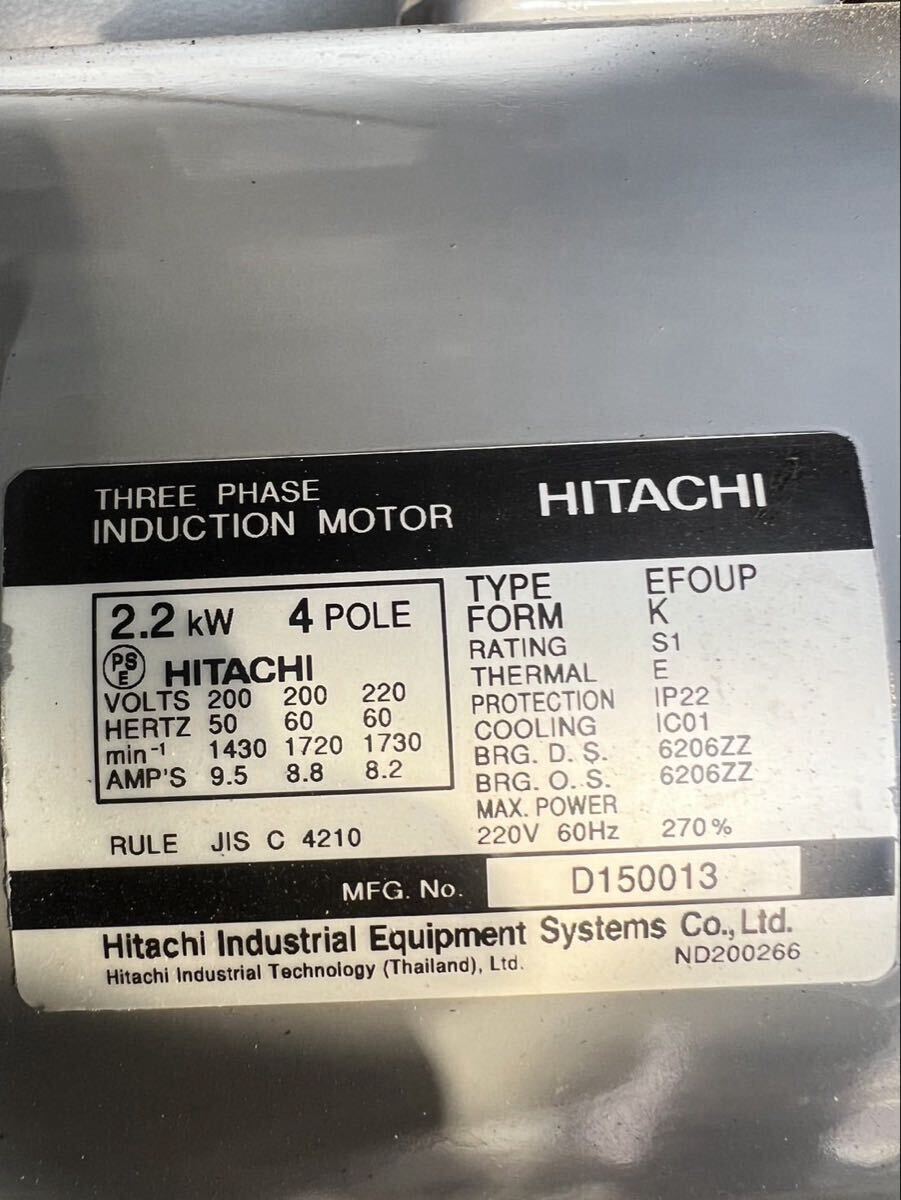 THREE PHASE
INDUCTION MOTOR
HITACHI
2.2 kW 4 POLE
PS E HITACHI
VOLTS 200 200 220
HERTZ 50 60 60
min-1 1430 1720 1730
AMP'S 9.5 8.8 8.2
RULE JIS C 4210
TYPE EFOUP
FORM K
RATING S1
THERMAL E
PROTECTION IP22
COOLING IC01
BRG. D. S. 6206ZZ
BRG. O. S. 6206ZZ
MAX. POWER
220V 60Hz 270%
MFG. No. D150013
Hitachi Industrial Equipment Systems Co., Ltd.
Hitachi Industrial Technology (Thailand), Ltd.
ND200266